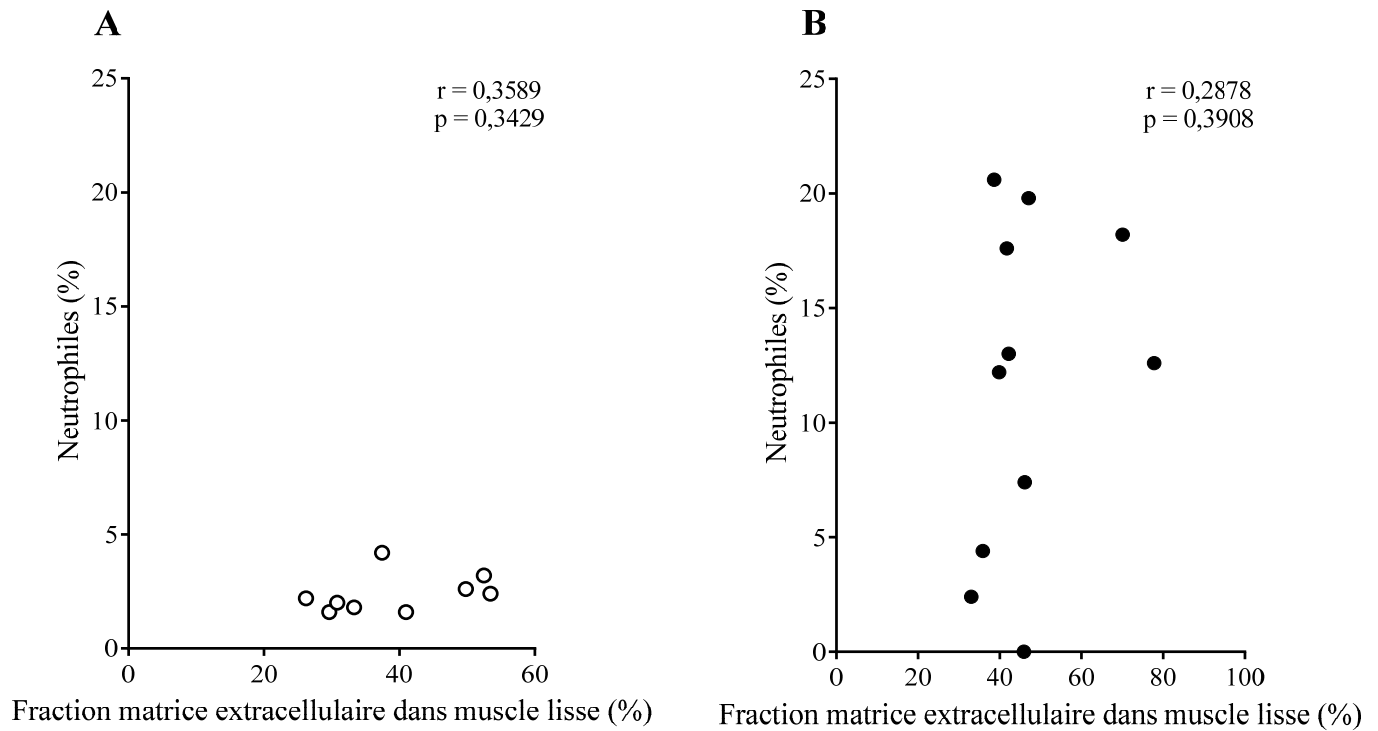 A
r = 0,3589
p = 0,3429
Neutrophiles (%)
25
20
15
10
5
0
0 20 40 60
Fraction matrice extracellulaire dans muscle lisse (%)
B
r = 0,2878
p = 0,3908
Neutrophiles (%)
25
20
15
10
5
0
0 20 40 60 80 100
Fraction matrice extracellulaire dans muscle lisse (%)